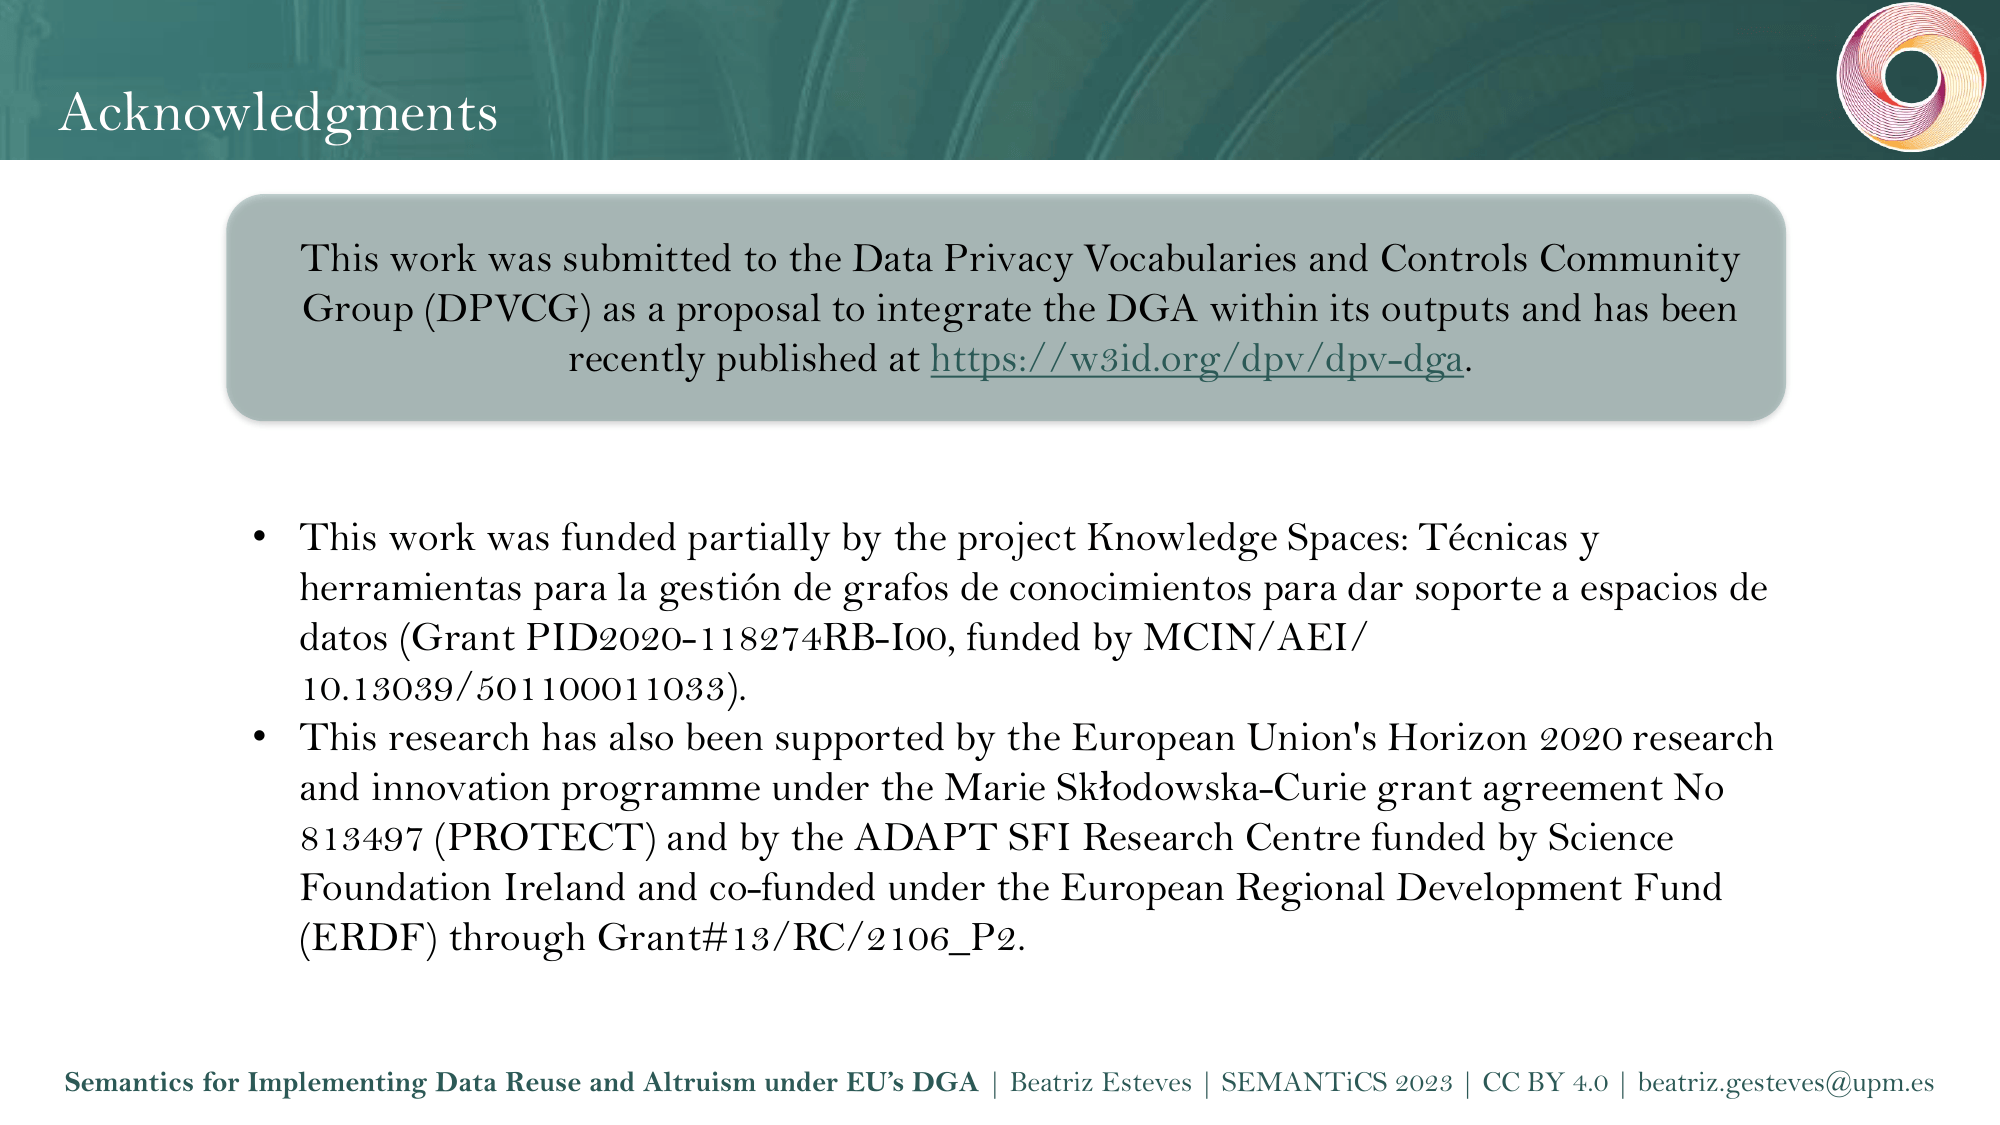 Acknowledgments
This work was submitted to the Data Privacy Vocabularies and Controls Community
Group (DPVCG) as a proposal to integrate the DGA within its outputs and has been
recently published at https://w3id.org/dpv/dpv-dga.
• This work was funded partially by the project Knowledge Spaces: Técnicas y
herramientas para la gestión de grafos de conocimientos para dar soporte a espacios de
datos (Grant PID2020-118274RB-I00, funded by MCIN/AEI/
10.13039/501100011033).
• This research has also been supported by the European Union's Horizon 2020 research
and innovation programme under the Marie Skłodowska-Curie grant agreement No
813497 (PROTECT) and by the ADAPT SFI Research Centre funded by Science
Foundation Ireland and co-funded under the European Regional Development Fund
(ERDF) through Grant#13/RC/2106_P2.
Semantics for Implementing Data Reuse and Altruism under EU’s DGA | Beatriz Esteves | SEMANTiCS 2023 | CC BY 4.0 | beatriz.gesteves@upm.es